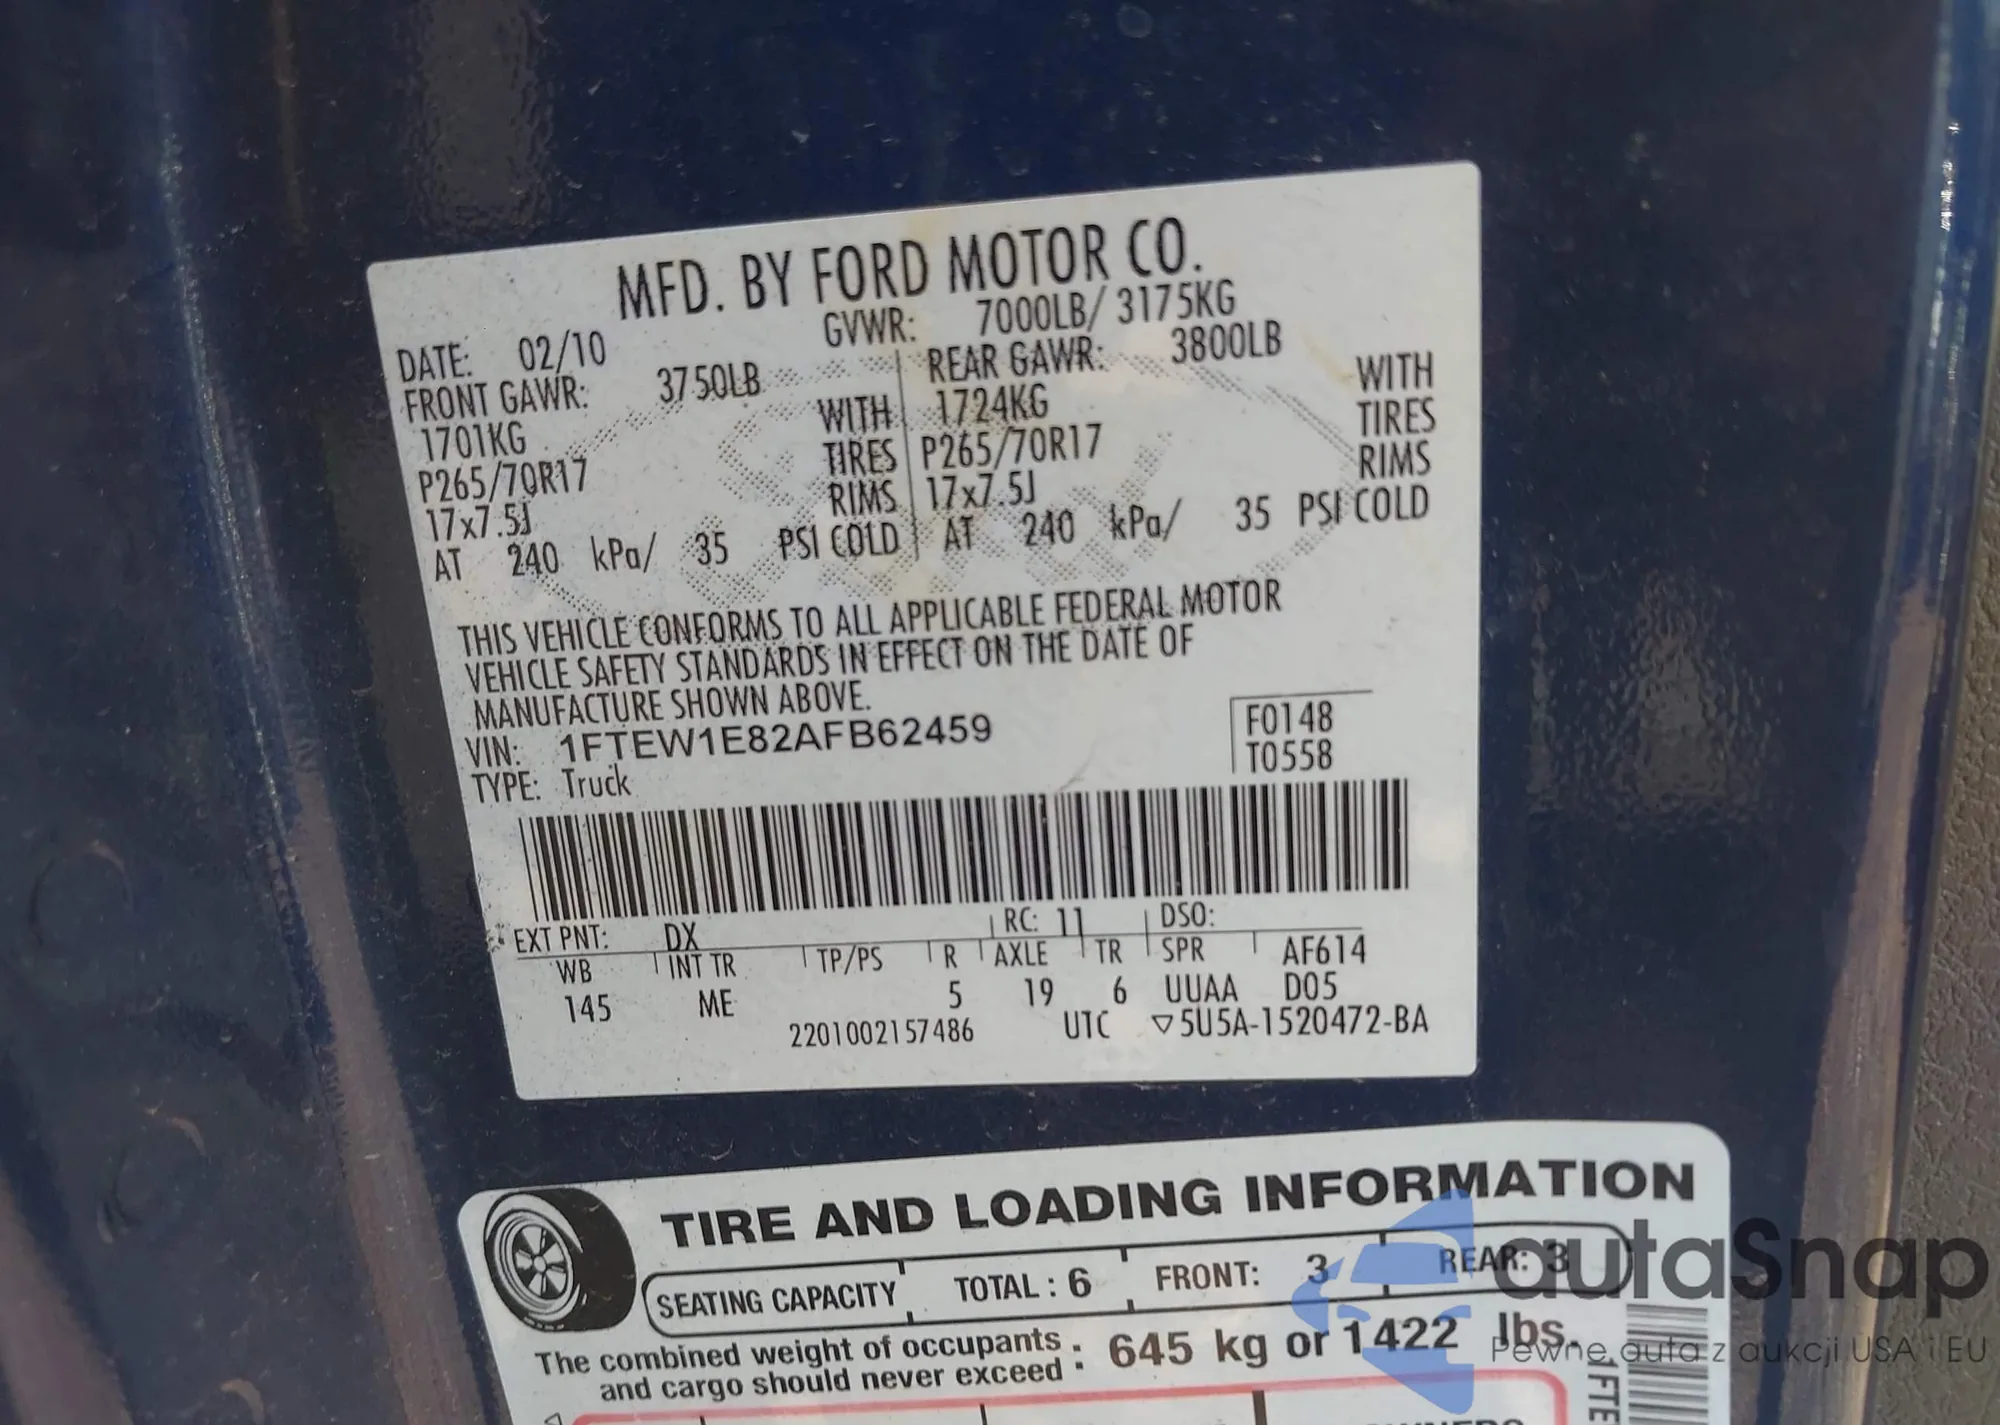 MFD. BY FORD MOTOR CO.
DATE: 02/10 GVWR: 7000LB/ 3175KG
FRONT GAWR: 3750LB REAR GAWR: 3800LB
1701KG WITH 1724KG WITH
P265/70R17 TIRES P265/70R17 TIRES
17x7.5J RIMS 17x7.5J RIMS
AT 240 kPa/ 35 PSI COLD AT 240 kPa/ 35 PSI COLD
THIS VEHICLE CONFORMS TO ALL APPLICABLE FEDERAL MOTOR
VEHICLE SAFETY STANDARDS IN EFFECT ON THE DATE OF
MANUFACTURE SHOWN ABOVE.
VIN: 1FTEW1E82AFB62459 F0148
TYPE: Truck T0558
EXT PNT: DX RC: 11 DSO:
WB INT TR TP/PS R AXLE TR SPR AF614
145 ME 5 19 6 UUAA D05
2201002157486 UTC ▽5U5A-1520472-BA
TIRE AND LOADING INFORMATION
SEATING CAPACITY TOTAL : 6 FRONT: 3 REAR: 3
The combined weight of occupants
and cargo should never exceed : 645 kg or 1422 lbs.
1FTE
autaSnap
Pewne auta z aukcji USA i EU